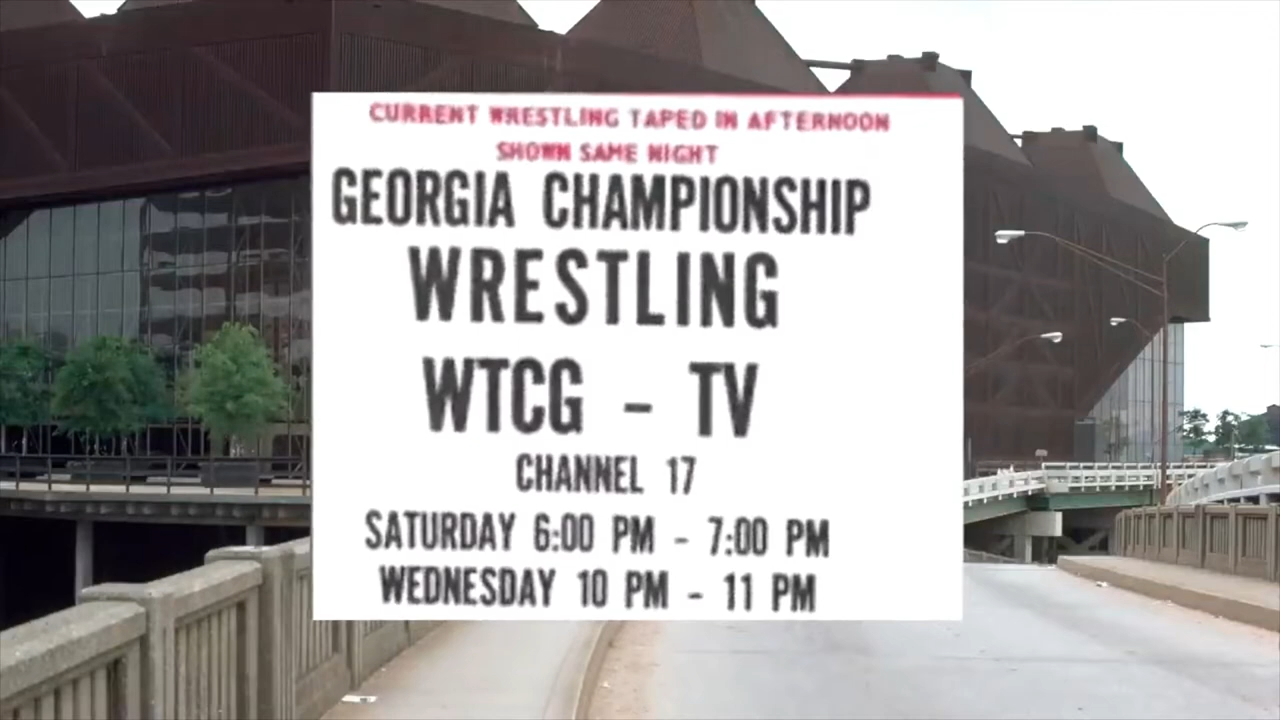 CURRENT WRESTLING TAPED IN AFTERNOON
SHOWN SAME NIGHT
GEORGIA CHAMPIONSHIP
WRESTLING
WTCG - TV
CHANNEL 17
SATURDAY 6:00 PM - 7:00 PM
WEDNESDAY 10 PM - 11 PM